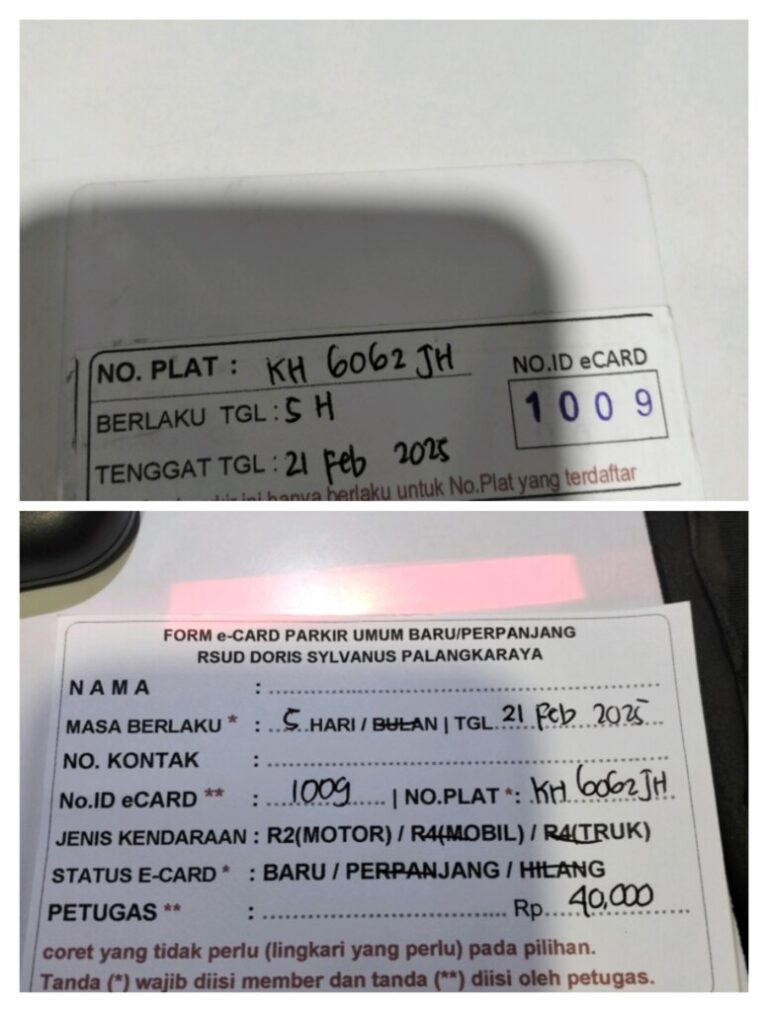 NO. PLAT : KH 6062 JH
NO.ID eCARD
BERLAKU TGL : 5 H
1009
TENGGAT TGL : 21 Feb 2025
ini hanya berlaku untuk No.Plat yang terdaftar
FORM e-CARD PARKIR UMUM BARU/PERPANJANG
RSUD DORIS SYLVANUS PALANGKARAYA
NAMA :
MASA BERLAKU * : 5 HARI / BULAN | TGL 21 Feb 2025
NO. KONTAK :
No.ID eCARD ** : 1009 | NO.PLAT *: KH 6062 JH
JENIS KENDARAAN : R2(MOTOR) / R4(MOBIL) / R4(TRUK)
STATUS E-CARD * : BARU / PERPANJANG / HILANG
PETUGAS ** : Rp 40,000
coret yang tidak perlu (lingkari yang perlu) pada pilihan.
Tanda (*) wajib diisi member dan tanda (**) diisi oleh petugas.